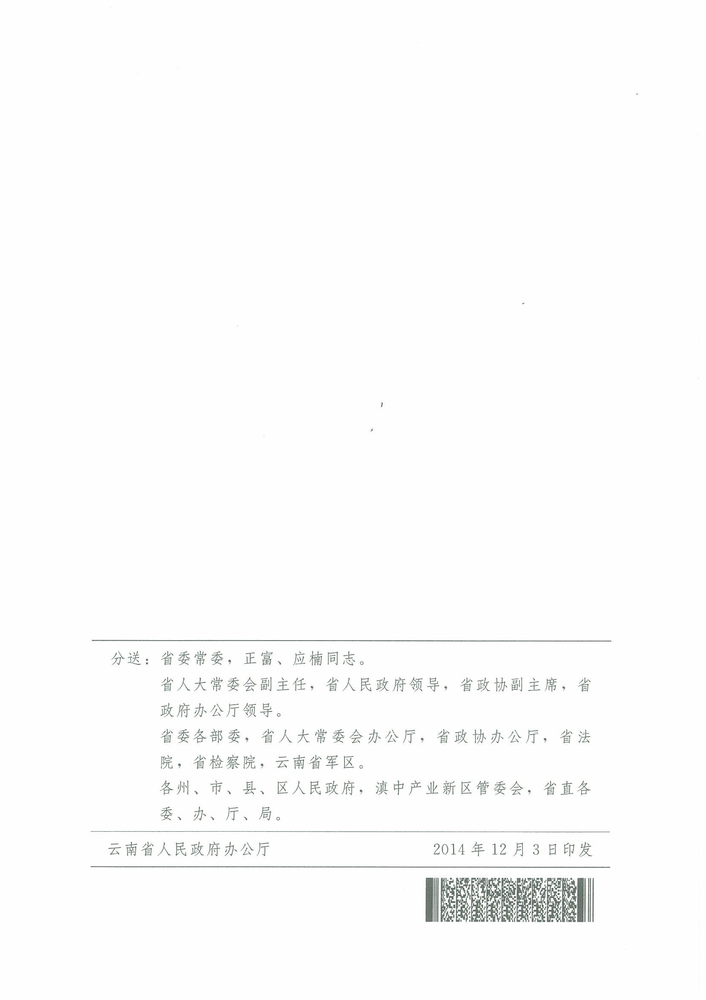 分送：省委常委，正富、应楠同志。
省人大常委会副主任，省人民政府领导，省政协副主席，省
政府办公厅领导。
省委各部委，省人大常委会办公厅，省政协办公厅，省法
院，省检察院，云南省军区。
各州、市、县、区人民政府，滇中产业新区管委会，省直各
委、办、厅、局。
云南省人民政府办公厅 2014年12月3日印发